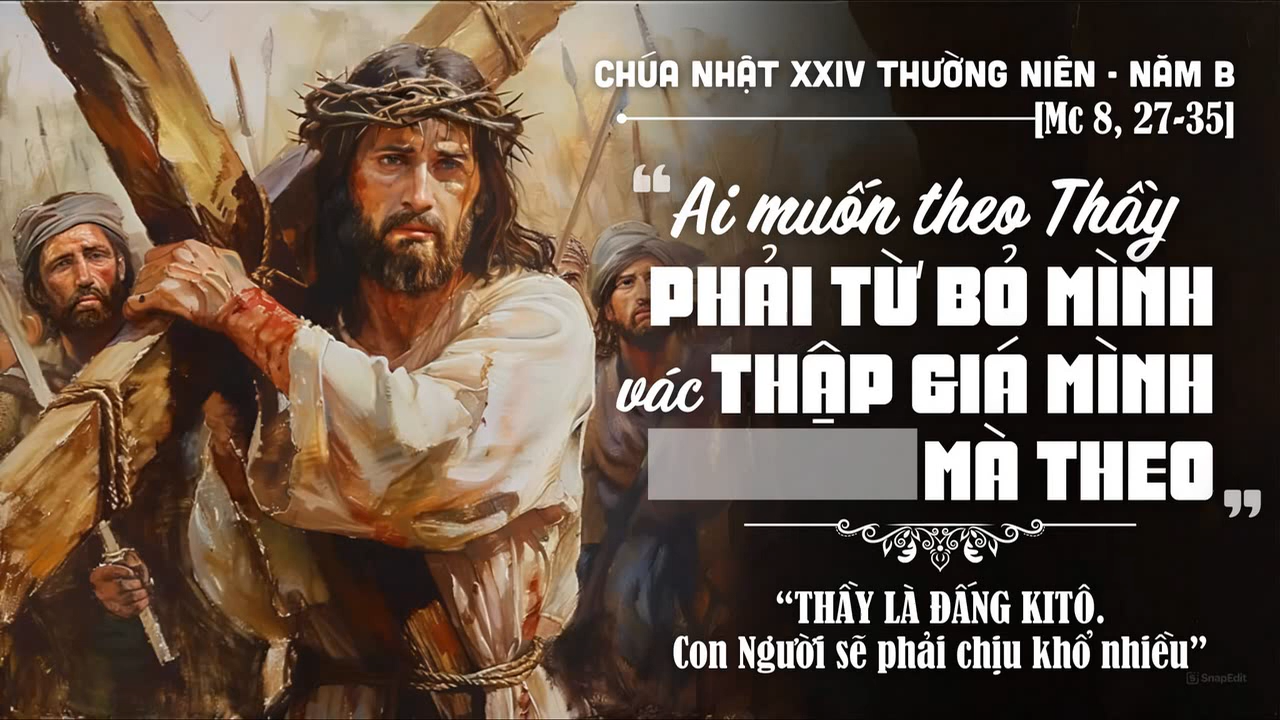 CHÚA NHẬT XXIV THƯỜNG NIÊN - NĂM B
[Mc 8, 27-35]
“Ai muốn theo Thầy
PHẢI TỪ BỎ MÌNH
vác THẬP GIÁ MÌNH
MÀ THEO”
“THẦY LÀ ĐẤNG KITÔ.
Con Người sẽ phải chịu khổ nhiều”
SnapEdit